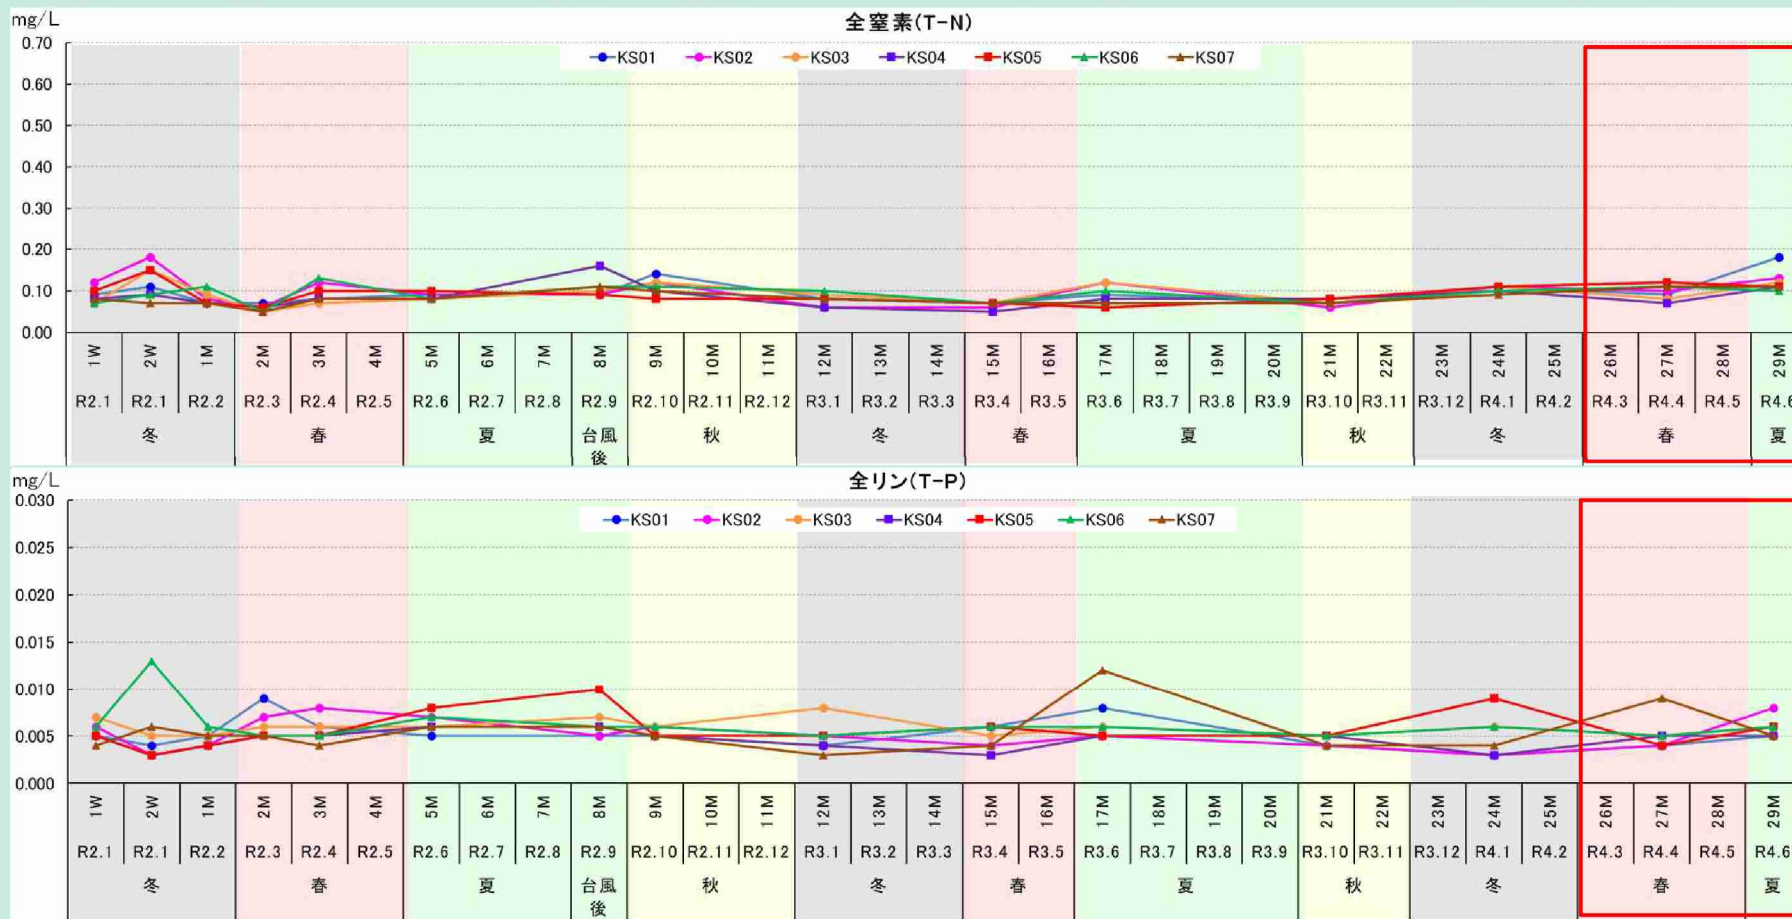 mg/L
全窒素(T-N)
0.70
KS01 KS02 KS03 KS04 KS05 KS06 KS07
0.60
0.50
0.40
0.30
0.20
0.10
0.00
1W 2W 1M 2M 3M 4M 5M 6M 7M 8M 9M 10M 11M 12M 13M 14M 15M 16M 17M 18M 19M 20M 21M 22M 23M 24M 25M 26M 27M 28M 29M
R2.1 R2.1 R2.2 R2.3 R2.4 R2.5 R2.6 R2.7 R2.8 R2.9 R2.10 R2.11 R2.12 R3.1 R3.2 R3.3 R3.4 R3.5 R3.6 R3.7 R3.8 R3.9 R3.10 R3.11 R3.12 R4.1 R4.2 R4.3 R4.4 R4.5 R4.6
冬 春 夏 台風 秋 冬 春 夏 秋 冬 春 夏
後
mg/L
全リン(T-P)
0.030
KS01 KS02 KS03 KS04 KS05 KS06 KS07
0.025
0.020
0.015
0.010
0.005
0.000
1W 2W 1M 2M 3M 4M 5M 6M 7M 8M 9M 10M 11M 12M 13M 14M 15M 16M 17M 18M 19M 20M 21M 22M 23M 24M 25M 26M 27M 28M 29M
R2.1 R2.1 R2.2 R2.3 R2.4 R2.5 R2.6 R2.7 R2.8 R2.9 R2.10 R2.11 R2.12 R3.1 R3.2 R3.3 R3.4 R3.5 R3.6 R3.7 R3.8 R3.9 R3.10 R3.11 R3.12 R4.1 R4.2 R4.3 R4.4 R4.5 R4.6
冬 春 夏 台風 秋 冬 春 夏 秋 冬 春 夏
後